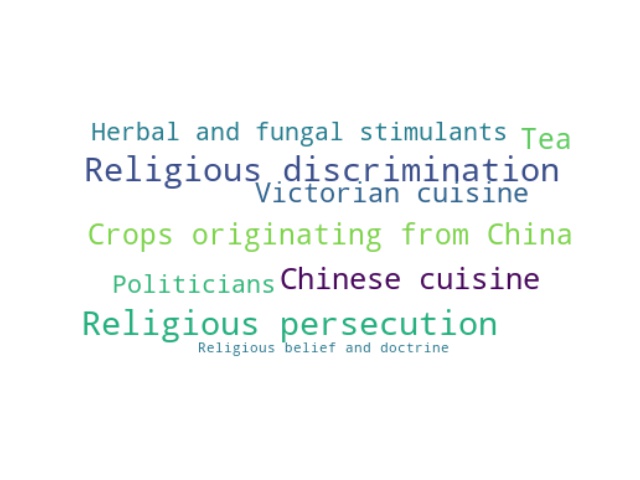 Herbal and fungal stimulants
Tea
Religious discrimination
Victorian cuisine
Crops originating from China
Politicians
Chinese cuisine
Religious persecution
Religious belief and doctrine